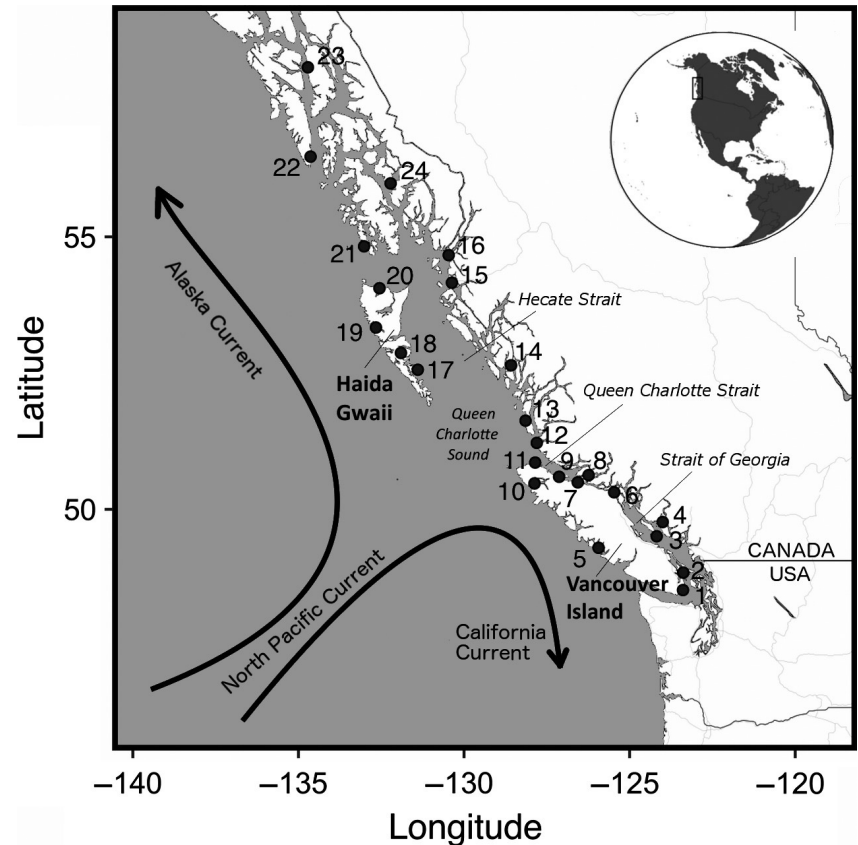 23
22
24
55
21
16
20
15
Hecate Strait
Alaska Current
19
18
17
14
Haida
Gwaii
Queen Charlotte Strait
Queen
Charlotte
Sound
13
12
Strait of Georgia
11
9
8
10
7
6
4
50
3
5
CANADA
USA
2
Vancouver
Island
1
North Pacific Current
California
Current
Latitude
−140
−135
−130
−125
−120
Longitude